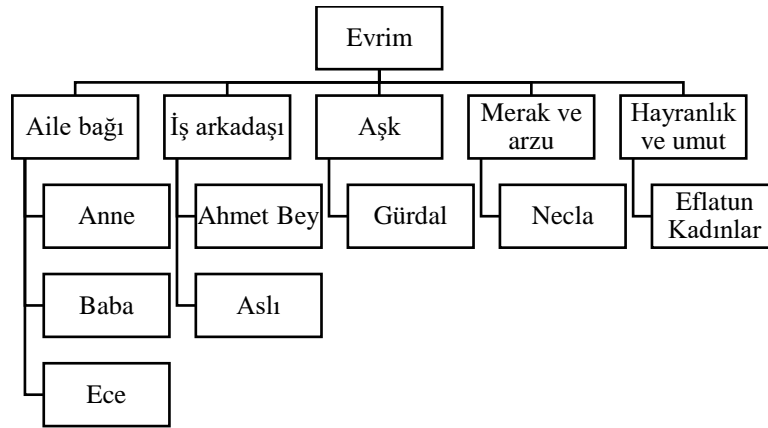 Evrim
Aile bağı
İş arkadaşı
Aşk
Merak ve
arzu
Hayranlık
ve umut
Anne
Ahmet Bey
Gürdal
Necla
Eflatun
Kadınlar
Baba
Aslı
Ece